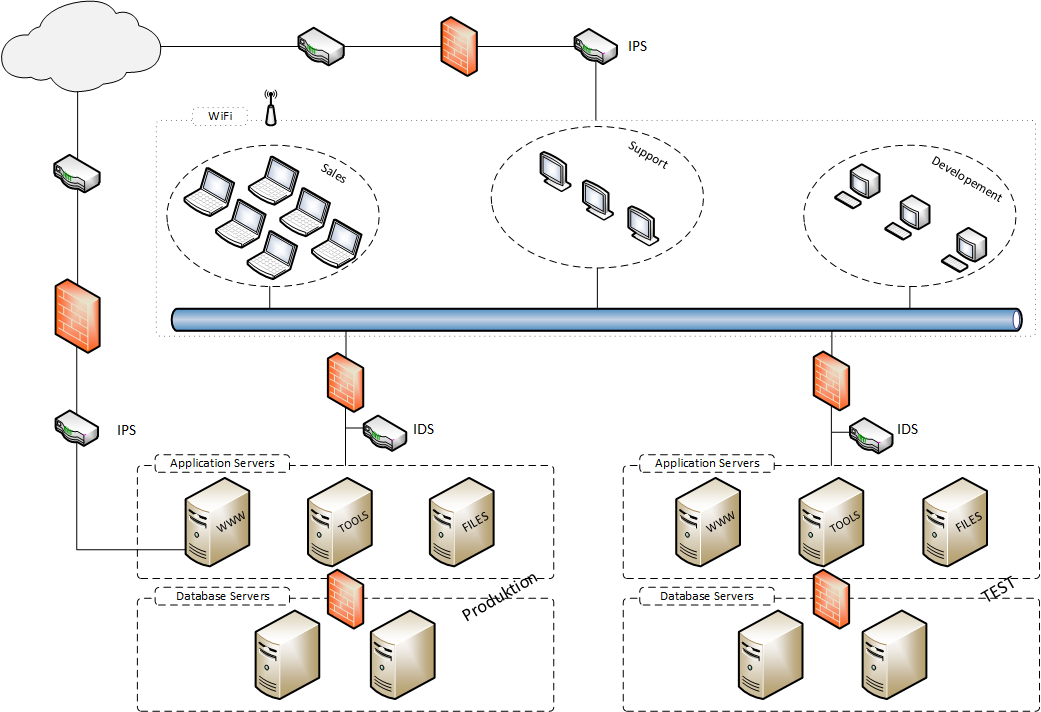 IPS
WiFi
Sales
Support
Developement
IPS
IDS
IDS
Application Servers
Application Servers
WWW
TOOLS
FILES
WWW
TOOLS
FILES
Produktion
TEST
Database Servers
Database Servers